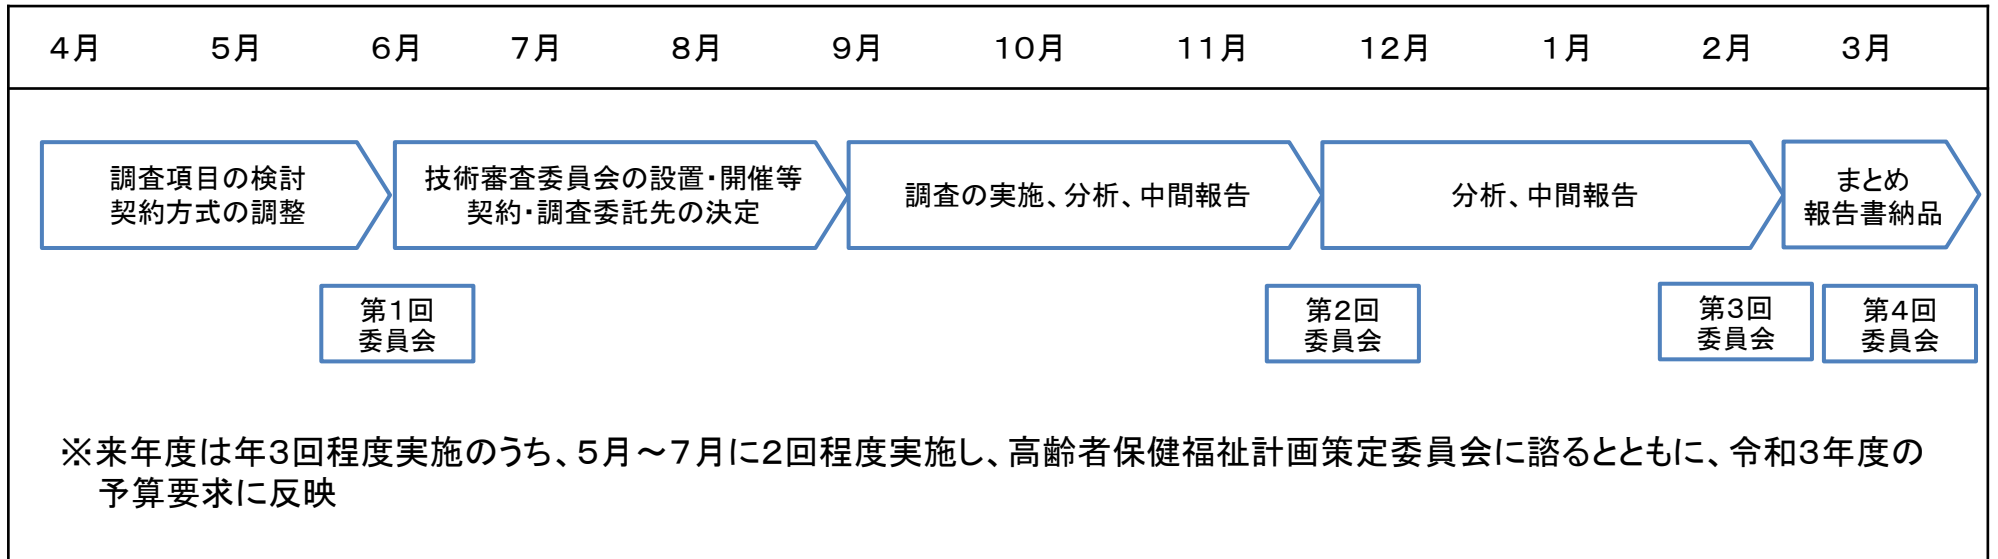 ４月 ５月 ６月 ７月 ８月 ９月 １０月 １１月 １２月 １月 ２月 ３月
調査項目の検討
契約方式の調整
技術審査委員会の設置・開催等
契約・調査委託先の決定
調査の実施、分析、中間報告
分析、中間報告
まとめ
報告書納品
第１回
委員会
第２回
委員会
第３回
委員会
第４回
委員会
※来年度は年３回程度実施のうち、５月～７月に２回程度実施し、高齢者保健福祉計画策定委員会に諮るとともに、令和３年度の
予算要求に反映